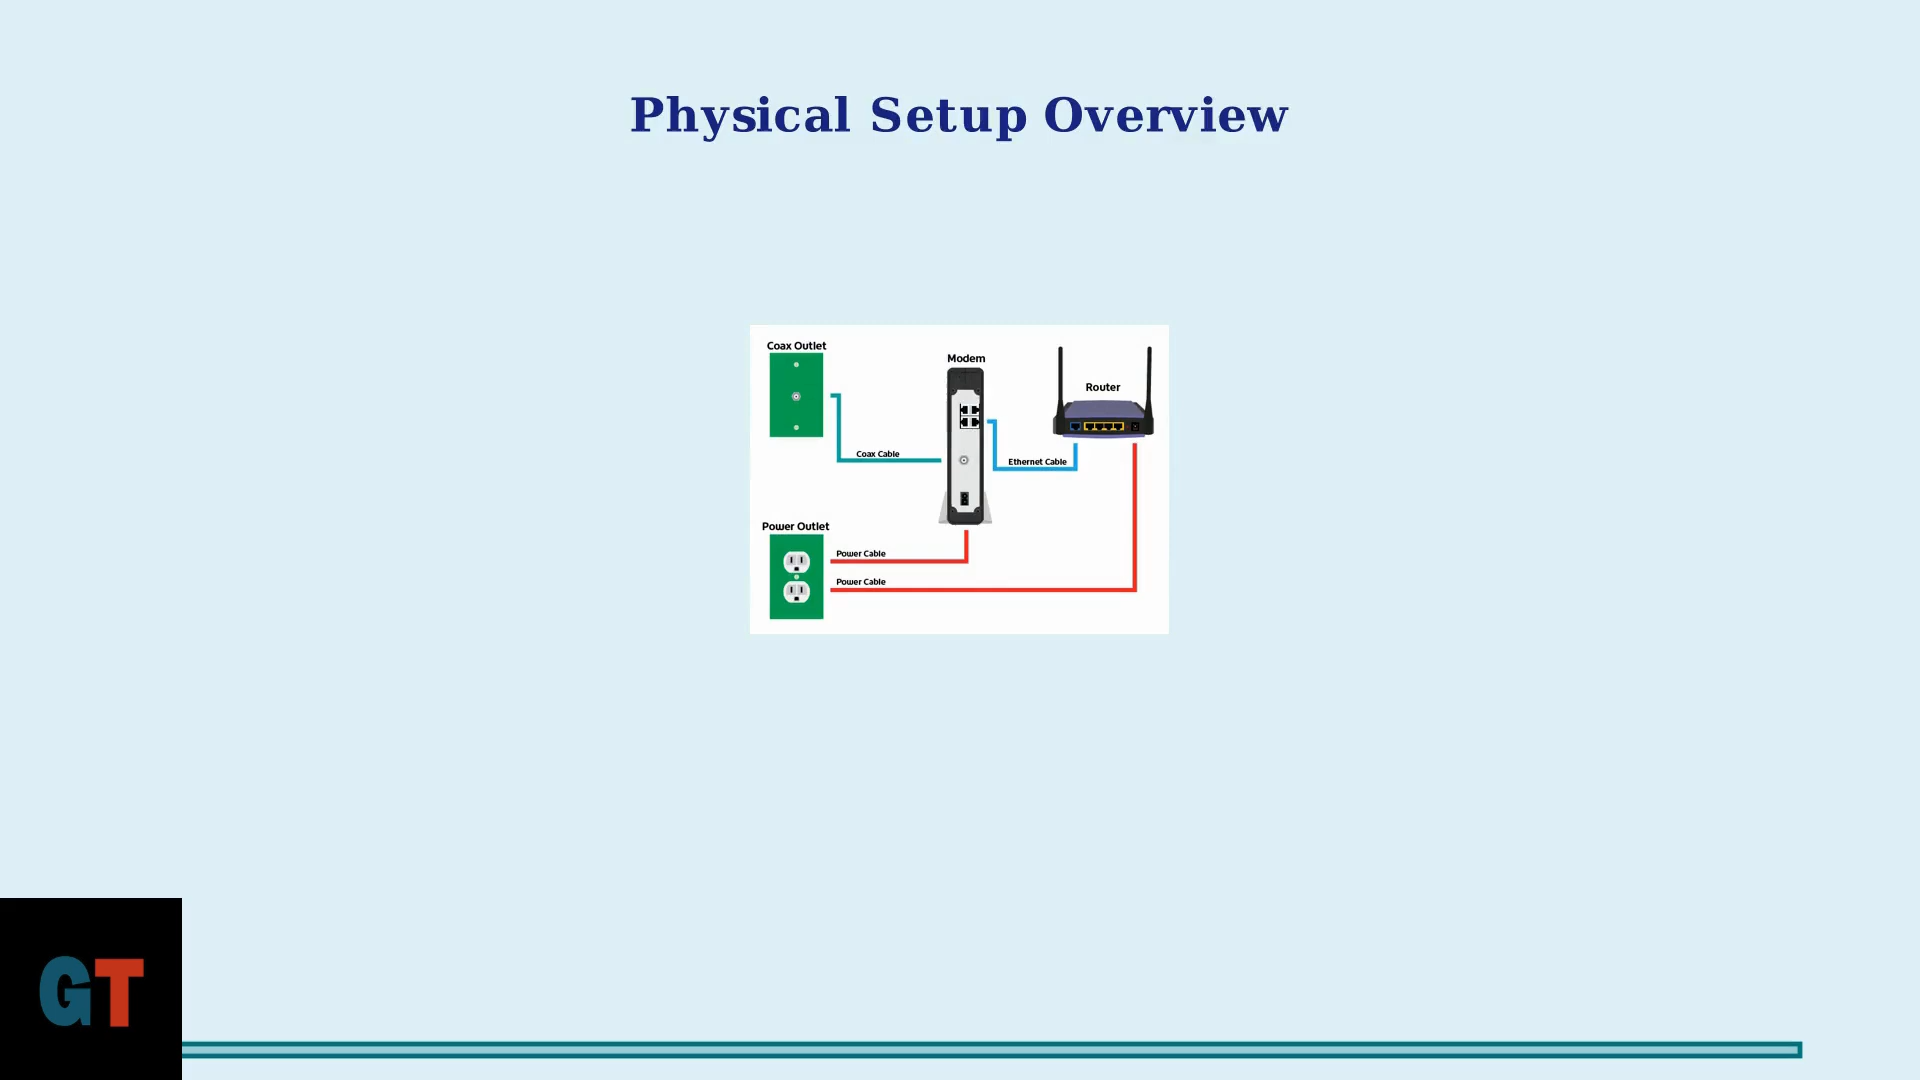 Physical Setup Overview
Coax Outlet
Modem
Router
Coax Cable
Ethernet Cable
Power Outlet
Power Cable
Power Cable
GT